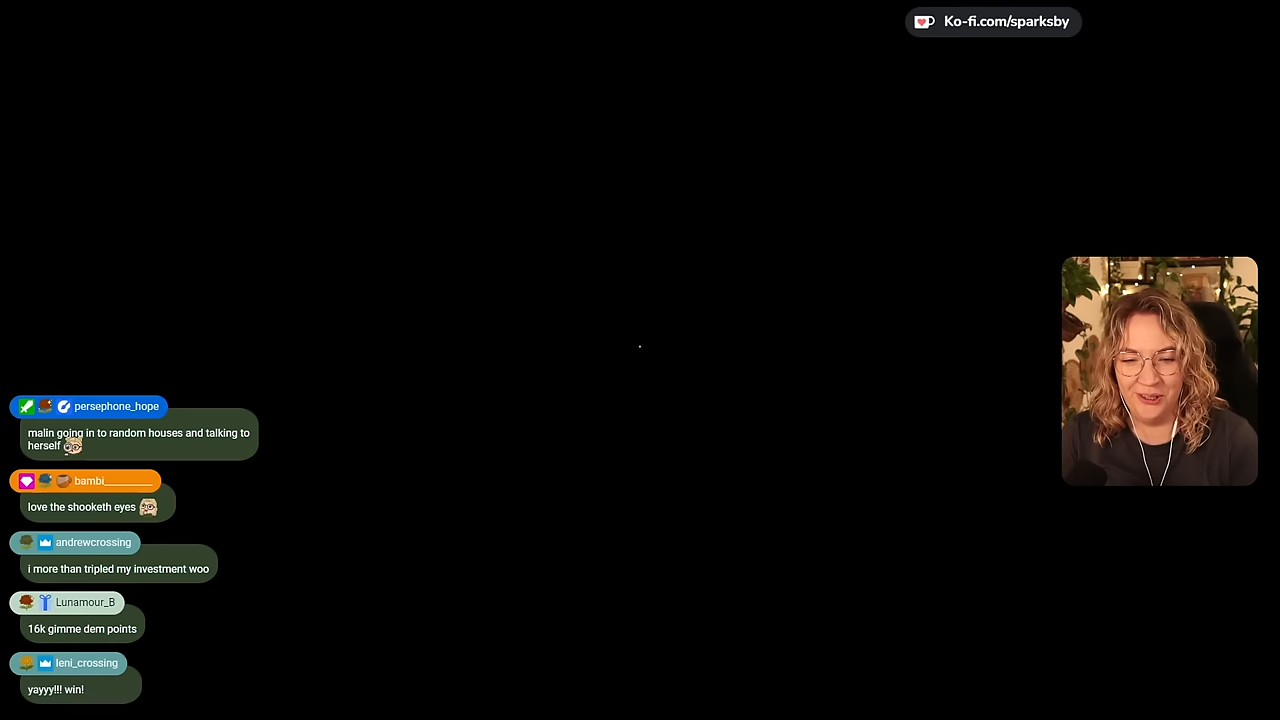 Ko-fi.com/sparksby
persephone_hope
malin going in to random houses and talking to
herself
bambi__________
love the shooketh eyes
andrewcrossing
i more than tripled my investment woo
Lunamour_B
16k gimme dem points
leni_crossing
yayyy!!! win!